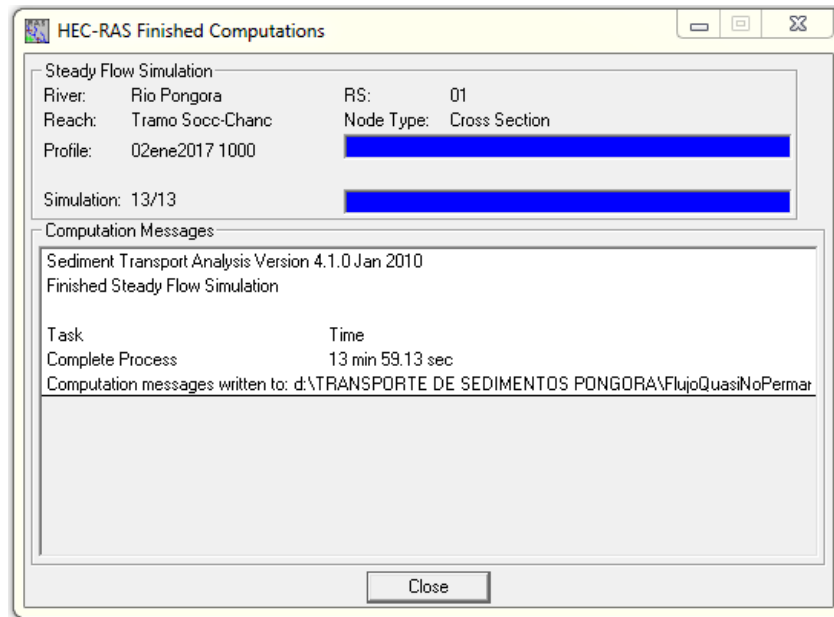 HEC-RAS Finished Computations
Steady Flow Simulation
River: Rio Pongora RS: 01
Reach: Tramo Socc-Chanc Node Type: Cross Section
Profile: 02ene2017 1000
Simulation: 13/13
Computation Messages
Sediment Transport Analysis Version 4.1.0 Jan 2010
Finished Steady Flow Simulation
Task Time
Complete Process 13 min 59.13 sec
Computation messages written to: d:\TRANSPORTE DE SEDIMENTOS PONGORA\FlujoQuasiNoPermar
Close